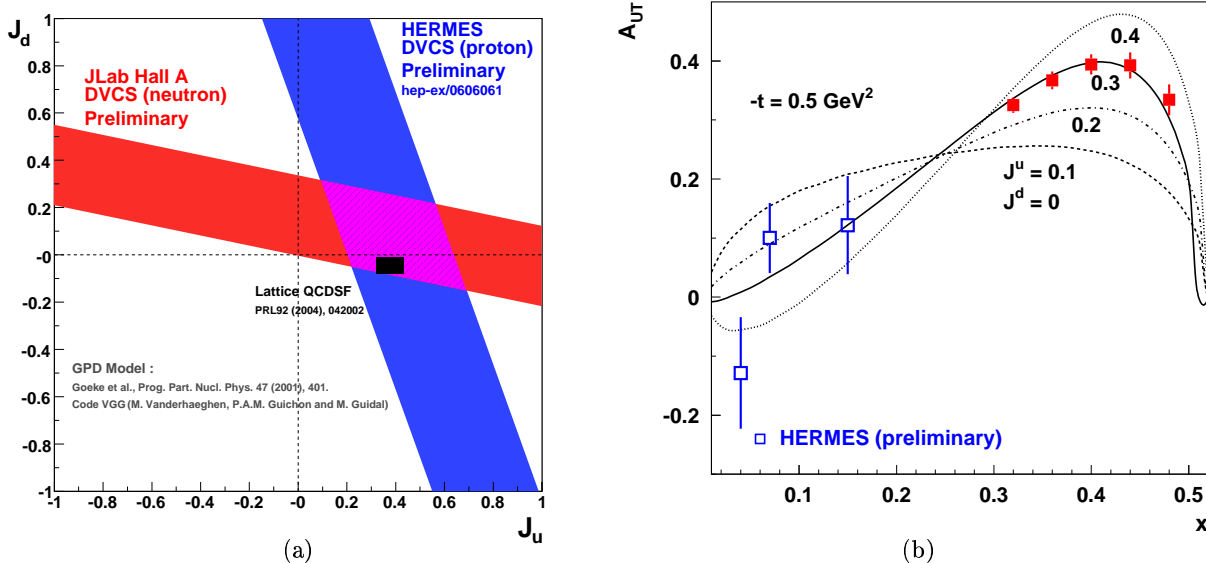 J_d
1
0.8
0.6
0.4
0.2
-0
-0.2
-0.4
-0.6
-0.8
-1
-1 -0.8 -0.6 -0.4 -0.2 -0 0.2 0.4 0.6 0.8 1
J_u
HERMES
DVCS (proton)
Preliminary
hep-ex/0606061
JLab Hall A
DVCS (neutron)
Preliminary
Lattice QCDSF
PRL92 (2004), 042002
GPD Model :
Goeke et al., Prog. Part. Nucl. Phys. 47 (2001), 401.
Code VGG (M. Vanderhaeghen, P.A.M. Guichon and M. Guidal)
(a)
A_UT
0.4
0.2
0
-0.2
-t = 0.5 GeV²
0.4
0.3
0.2
J^u = 0.1
J^d = 0
HERMES (preliminary)
0.1 0.2 0.3 0.4 0.5
x
(b)